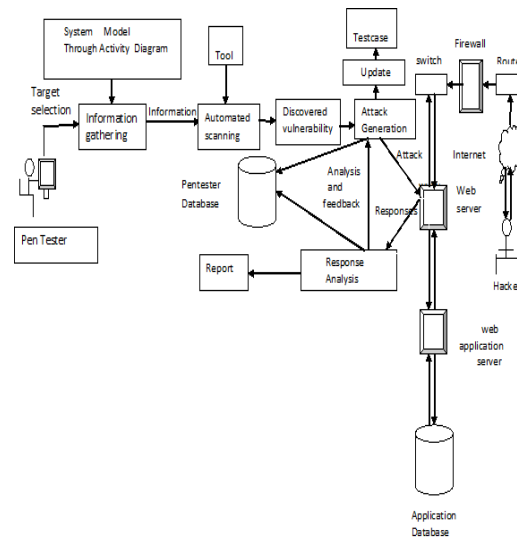 System Model
Through Activity Diagram
Tool
Testcase
Update
Firewall
switch
Route
Target
selection
Information
gathering
Information
Automated
scanning
Discovered
vulnerability
Attack
Generation
Attack
Internet
Pentester
Database
Analysis
and
feedback
Responses
Web
server
Pen Tester
Report
Response
Analysis
Hacke
web
application
server
Application
Database